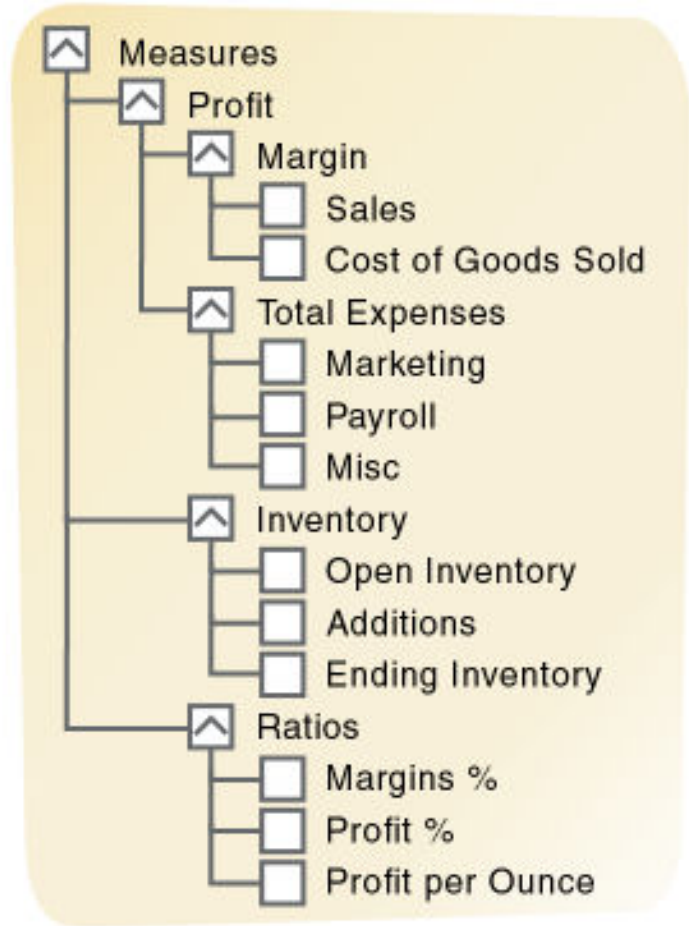 Measures
Profit
Margin
Sales
Cost of Goods Sold
Total Expenses
Marketing
Payroll
Misc
Inventory
Open Inventory
Additions
Ending Inventory
Ratios
Margins %
Profit %
Profit per Ounce